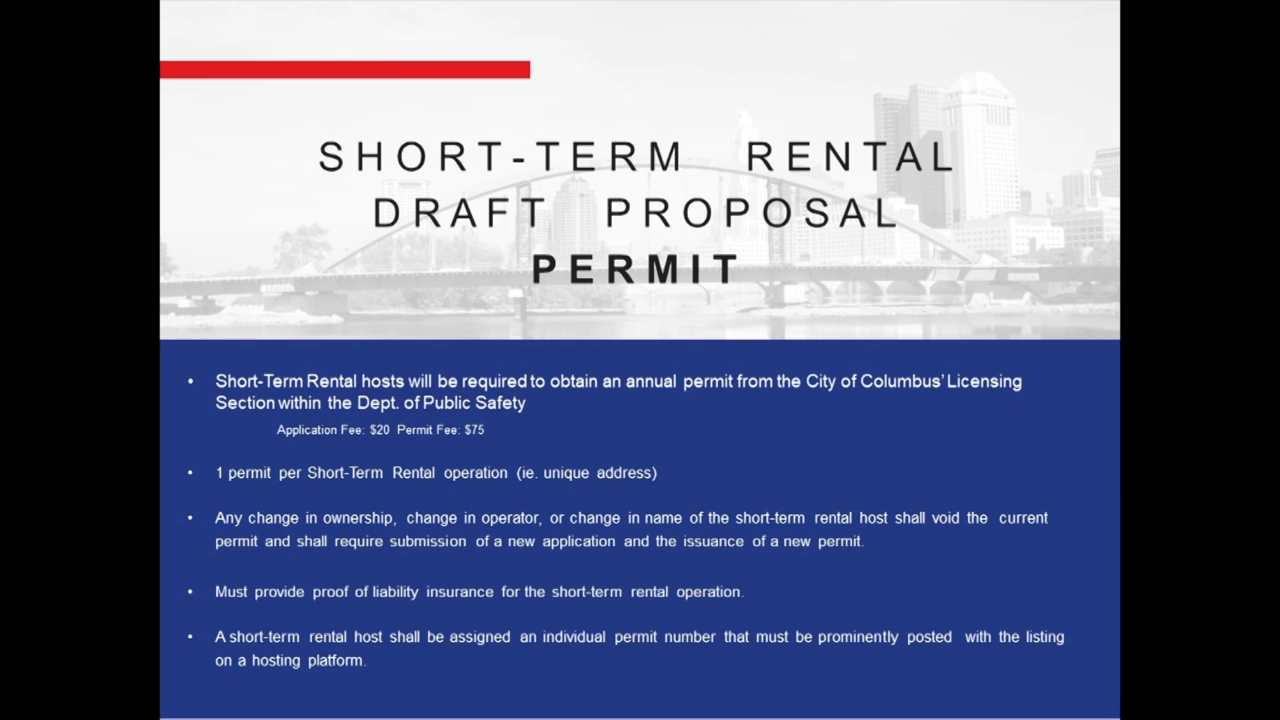 SHORT-TERM RENTAL
DRAFT PROPOSAL
PERMIT
• Short-Term Rental hosts will be required to obtain an annual permit from the City of Columbus' Licensing
Section within the Dept. of Public Safety
Application Fee: $20 Permit Fee: $75
• 1 permit per Short-Term Rental operation (ie. unique address)
• Any change in ownership, change in operator, or change in name of the short-term rental host shall void the current
permit and shall require submission of a new application and the issuance of a new permit.
• Must provide proof of liability insurance for the short-term rental operation.
• A short-term rental host shall be assigned an individual permit number that must be prominently posted with the listing
on a hosting platform.